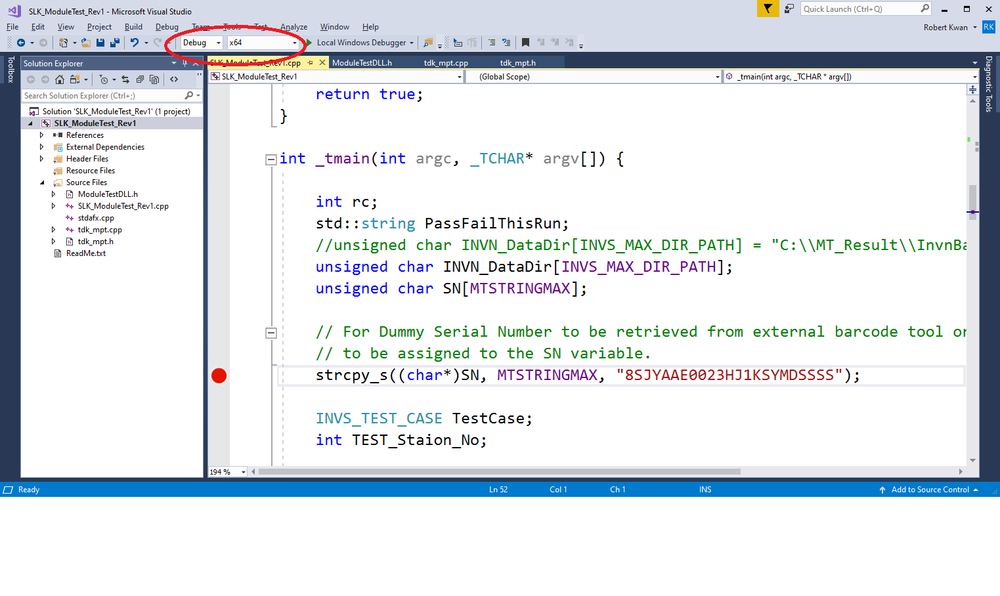 SLK_ModuleTest_Rev1 - Microsoft Visual Studio
Quick Launch (Ctrl+Q)
File Edit View Project Build Debug Team Tools Test Analyze Window Help
Robert Kwan RK
Debug x64 Local Windows Debugger
Toolbox
Solution Explorer
Search Solution Explorer (Ctrl+;)
Solution 'SLK_ModuleTest_Rev1' (1 project)
SLK_ModuleTest_Rev1
References
External Dependencies
Header Files
Resource Files
Source Files
ModuleTestDLL.h
SLK_ModuleTest_Rev1.cpp
stdafx.cpp
tdk_mpt.cpp
tdk_mpt.h
ReadMe.txt
SLK_ModuleTest_Rev1.cpp ModuleTestDLL.h tdk_mpt.cpp tdk_mpt.h
SLK_ModuleTest_Rev1 (Global Scope) _tmain(int argc, _TCHAR * argv[])
return true;
}
int _tmain(int argc, _TCHAR* argv[]) {
int rc;
std::string PassFailThisRun;
//unsigned char INVN_DataDir[INVS_MAX_DIR_PATH] = "C:\\MT_Result\\InvnBa
unsigned char INVN_DataDir[INVS_MAX_DIR_PATH];
unsigned char SN[MTSTRINGMAX];
// For Dummy Serial Number to be retrieved from external barcode tool or
// to be assigned to the SN variable.
strcpy_s((char*)SN, MTSTRINGMAX, "8SJYAAE0023HJ1KSYMDSSSS");
INVS_TEST_CASE TestCase;
int TEST_Staion_No;
194 %
Diagnostic Tools
Ready Ln 52 Col 1 Ch 1 INS Add to Source Control